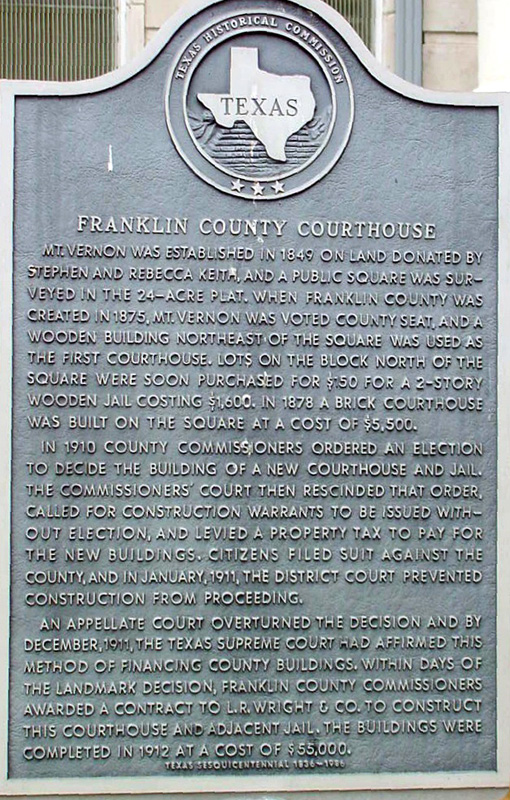 TEXAS HISTORICAL COMMISSION
TEXAS
FRANKLIN COUNTY COURTHOUSE
MT. VERNON WAS ESTABLISHED IN 1849 ON LAND DONATED BY
STEPHEN AND REBECCA KEITH, AND A PUBLIC SQUARE WAS SUR-
VEYED IN THE 24-ACRE PLAT. WHEN FRANKLIN COUNTY WAS
CREATED IN 1875, MT. VERNON WAS VOTED COUNTY SEAT, AND A
WOODEN BUILDING NORTHEAST OF THE SQUARE WAS USED AS
THE FIRST COURTHOUSE. LOTS ON THE BLOCK NORTH OF THE
SQUARE WERE SOON PURCHASED FOR $150 FOR A 2-STORY
WOODEN JAIL COSTING $1,600. IN 1878 A BRICK COURTHOUSE
WAS BUILT ON THE SQUARE AT A COST OF $5,500.
IN 1910 COUNTY COMMISSIONERS ORDERED AN ELECTION
TO DECIDE THE BUILDING OF A NEW COURTHOUSE AND JAIL.
THE COMMISSIONERS' COURT THEN RESCINDED THAT ORDER,
CALLED FOR CONSTRUCTION WARRANTS TO BE ISSUED WITH-
OUT ELECTION, AND LEVIED A PROPERTY TAX TO PAY FOR
THE NEW BUILDINGS. CITIZENS FILED SUIT AGAINST THE
COUNTY, AND IN JANUARY, 1911, THE DISTRICT COURT PREVENTED
CONSTRUCTION FROM PROCEEDING.
AN APPELLATE COURT OVERTURNED THE DECISION AND BY
DECEMBER, 1911, THE TEXAS SUPREME COURT HAD AFFIRMED THIS
METHOD OF FINANCING COUNTY BUILDINGS. WITHIN DAYS OF
THE LANDMARK DECISION, FRANKLIN COUNTY COMMISSIONERS
AWARDED A CONTRACT TO L.R. WRIGHT & CO. TO CONSTRUCT
THIS COURTHOUSE AND ADJACENT JAIL. THE BUILDINGS WERE
COMPLETED IN 1912 AT A COST OF $55,000.
TEXAS SESQUICENTENNIAL 1836-1986